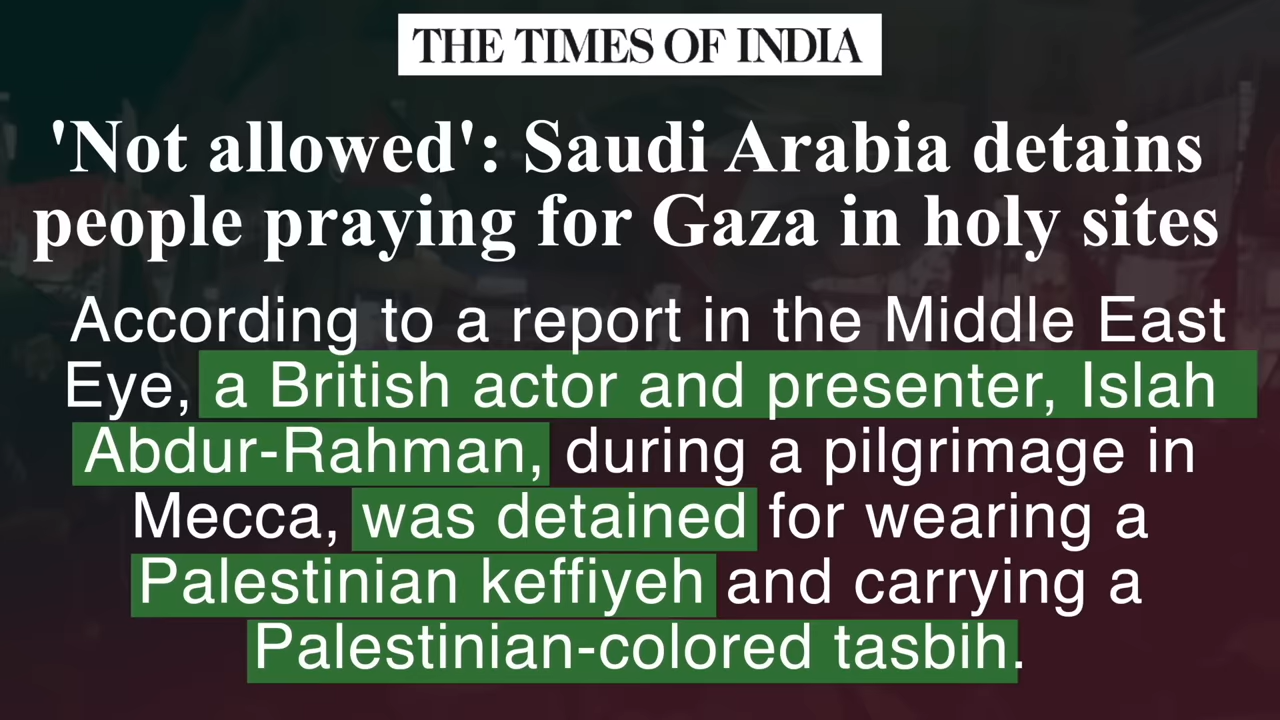 THE TIMES OF INDIA
'Not allowed': Saudi Arabia detains
people praying for Gaza in holy sites
According to a report in the Middle East
Eye, a British actor and presenter, Islah
Abdur-Rahman, during a pilgrimage in
Mecca, was detained for wearing a
Palestinian keffiyeh and carrying a
Palestinian-colored tasbih.